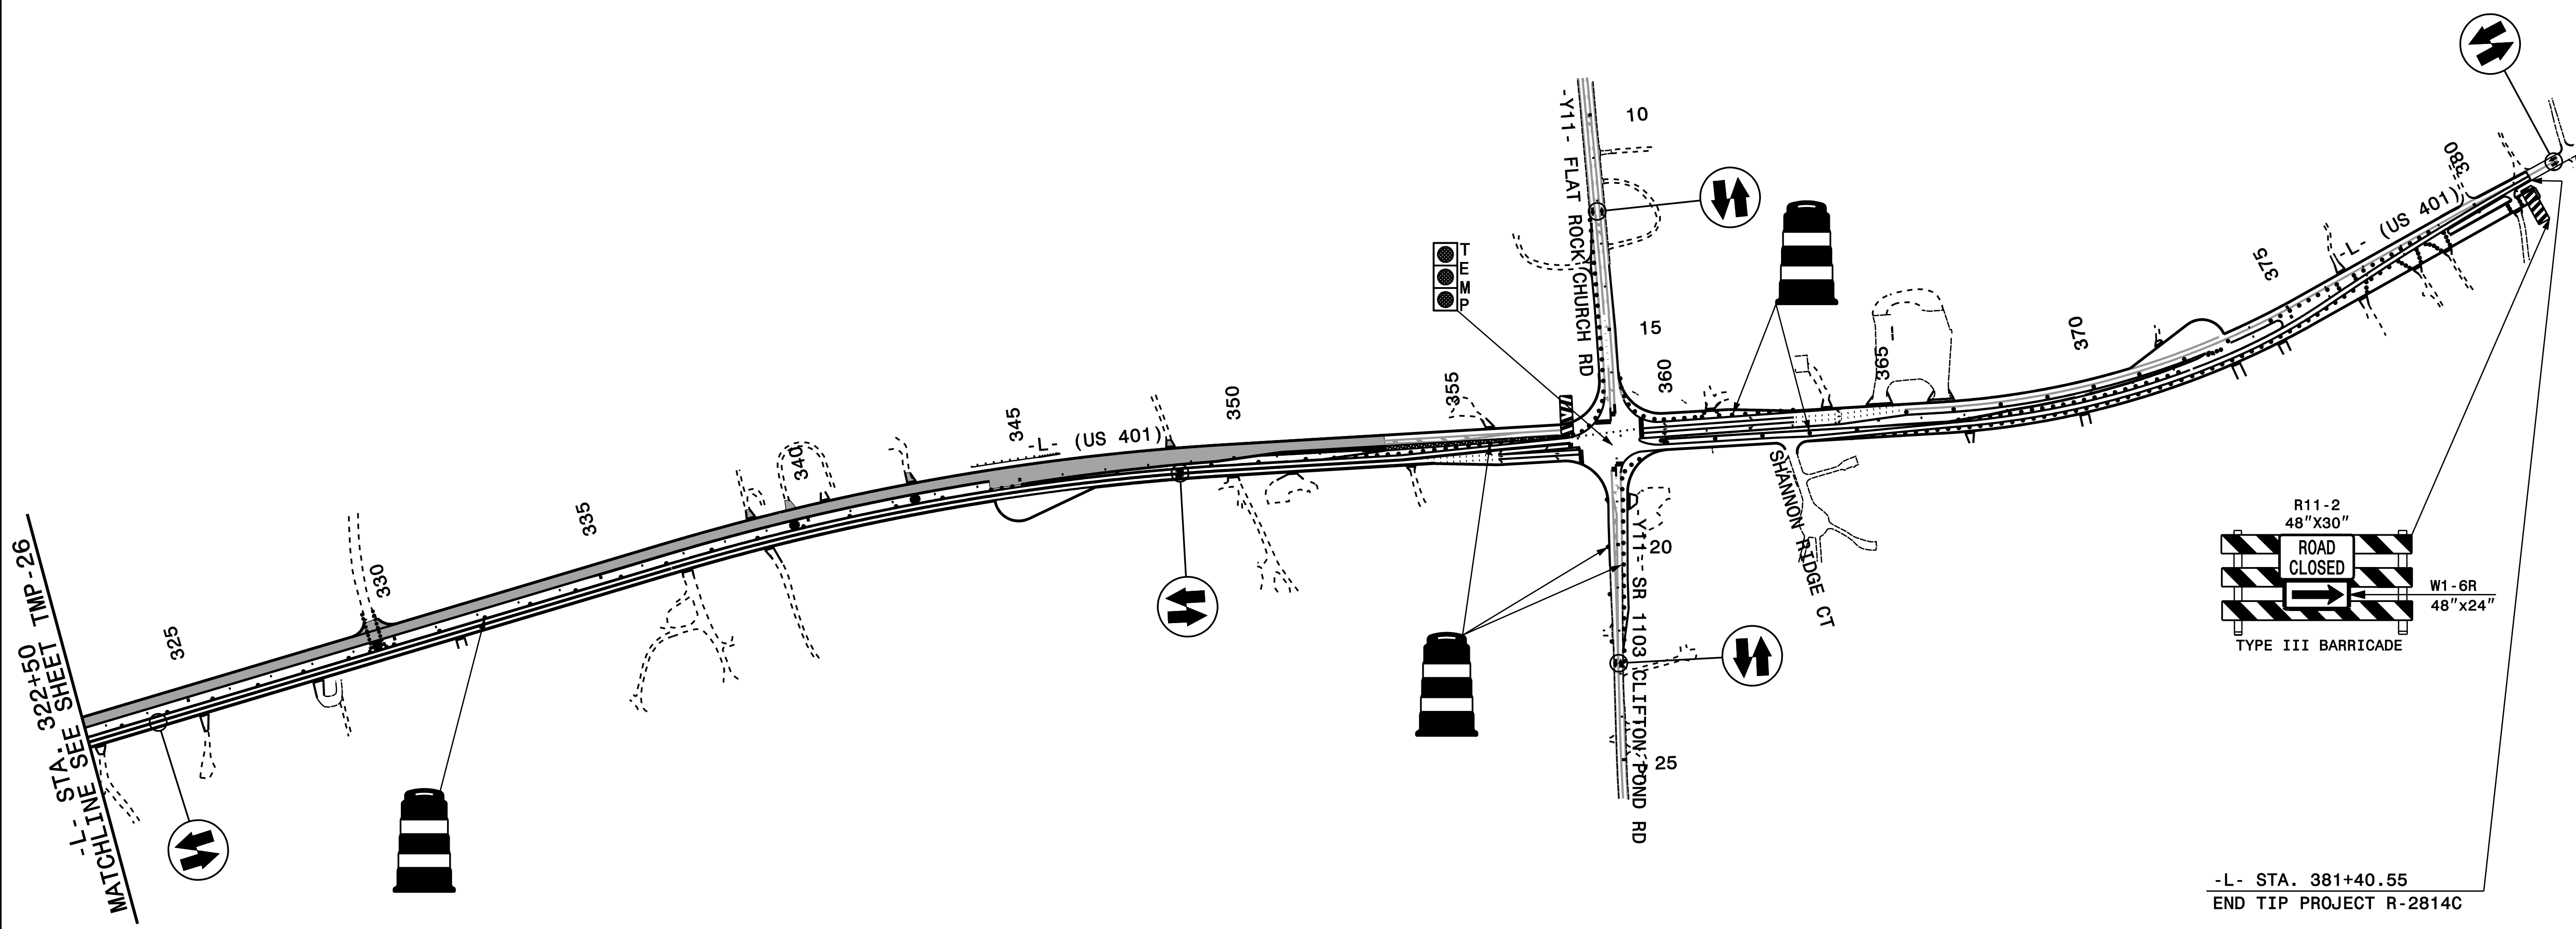 -L- STA. 322+50
MATCHLINE SEE SHEET TMP-26
325
330
335
340
345
-L- (US 401)
350
355
T
E
M
P
-Y11- FLAT ROCK CHURCH RD
10
15
360
365
370
375
-L- (US 401)
380
SHANNON RIDGE CT
-Y11- SR 1103 CLIFTON POND RD
20
25
R11-2
48"X30"
ROAD
CLOSED
W1-6R
48"x24"
TYPE III BARRICADE
-L- STA. 381+40.55
END TIP PROJECT R-2814C